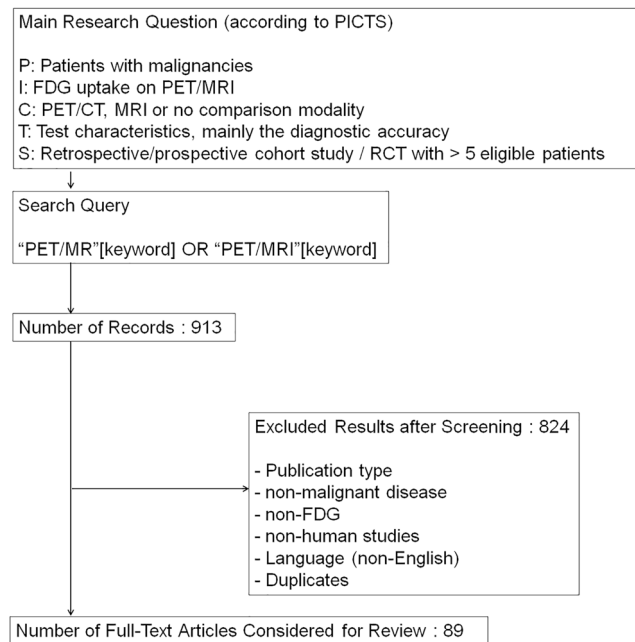 Main Research Question (according to PICTS)
P: Patients with malignancies
I: FDG uptake on PET/MRI
C: PET/CT, MRI or no comparison modality
T: Test characteristics, mainly the diagnostic accuracy
S: Retrospective/prospective cohort study / RCT with > 5 eligible patients
Search Query
“PET/MR”[keyword] OR “PET/MRI”[keyword]
Number of Records : 913
Excluded Results after Screening : 824
- Publication type
- non-malignant disease
- non-FDG
- non-human studies
- Language (non-English)
- Duplicates
Number of Full-Text Articles Considered for Review : 89